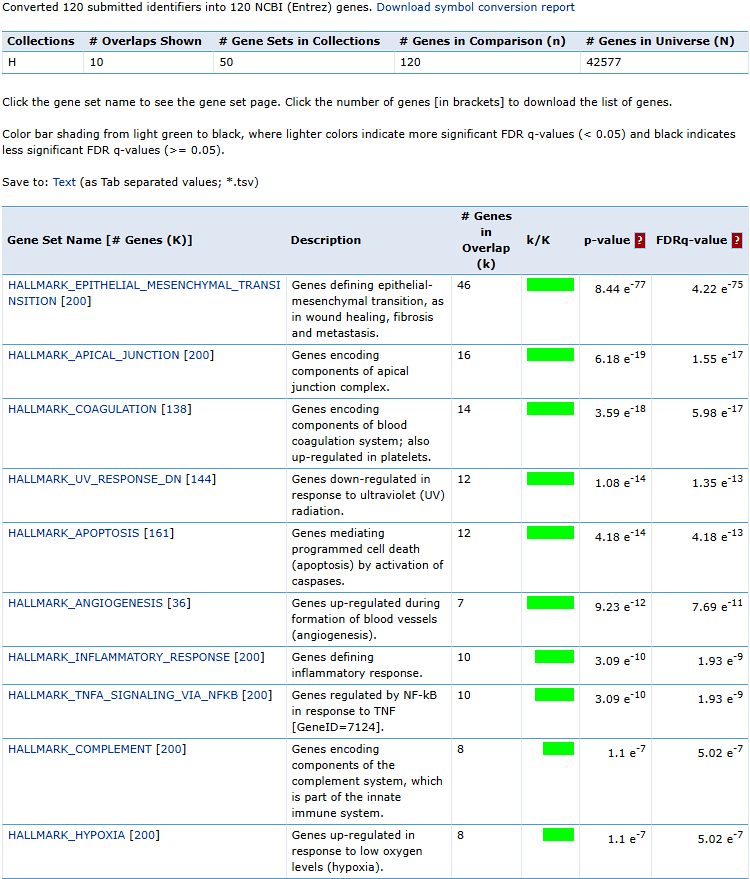 Converted 120 submitted identifiers into 120 NCBI (Entrez) genes. Download symbol conversion report
Collections # Overlaps Shown # Gene Sets in Collections # Genes in Comparison (n) # Genes in Universe (N)
H 10 50 120 42577
Click the gene set name to see the gene set page. Click the number of genes [in brackets] to download the list of genes.
Color bar shading from light green to black, where lighter colors indicate more significant FDR q-values (< 0.05) and black indicates
less significant FDR q-values (>= 0.05).
Save to: Text (as Tab separated values; *.tsv)
Gene Set Name [# Genes (K)]
Description
# Genes
in
Overlap
(k)
k/K
p-value ?
FDRq-value ?
HALLMARK_EPITHELIAL_MESENCHYMAL_TRANSI
NSITION [200]
Genes defining epithelial-
mesenchymal transition, as
in wound healing, fibrosis
and metastasis.
46
8.44 e-77
4.22 e-75
HALLMARK_APICAL_JUNCTION [200]
Genes encoding
components of apical
junction complex.
16
6.18 e-19
1.55 e-17
HALLMARK_COAGULATION [138]
Genes encoding
components of blood
coagulation system; also
up-regulated in platelets.
14
3.59 e-18
5.98 e-17
HALLMARK_UV_RESPONSE_DN [144]
Genes down-regulated in
response to ultraviolet (UV)
radiation.
12
1.08 e-14
1.35 e-13
HALLMARK_APOPTOSIS [161]
Genes mediating
programmed cell death
(apoptosis) by activation of
caspases.
12
4.18 e-14
4.18 e-13
HALLMARK_ANGIOGENESIS [36]
Genes up-regulated during
formation of blood vessels
(angiogenesis).
7
9.23 e-12
7.69 e-11
HALLMARK_INFLAMMATORY_RESPONSE [200]
Genes defining
inflammatory response.
10
3.09 e-10
1.93 e-9
HALLMARK_TNFA_SIGNALING_VIA_NFKB [200]
Genes regulated by NF-kB
in response to TNF
[GeneID=7124].
10
3.09 e-10
1.93 e-9
HALLMARK_COMPLEMENT [200]
Genes encoding
components of the
complement system, which
is part of the innate
immune system.
8
1.1 e-7
5.02 e-7
HALLMARK_HYPOXIA [200]
Genes up-regulated in
response to low oxygen
levels (hypoxia).
8
1.1 e-7
5.02 e-7